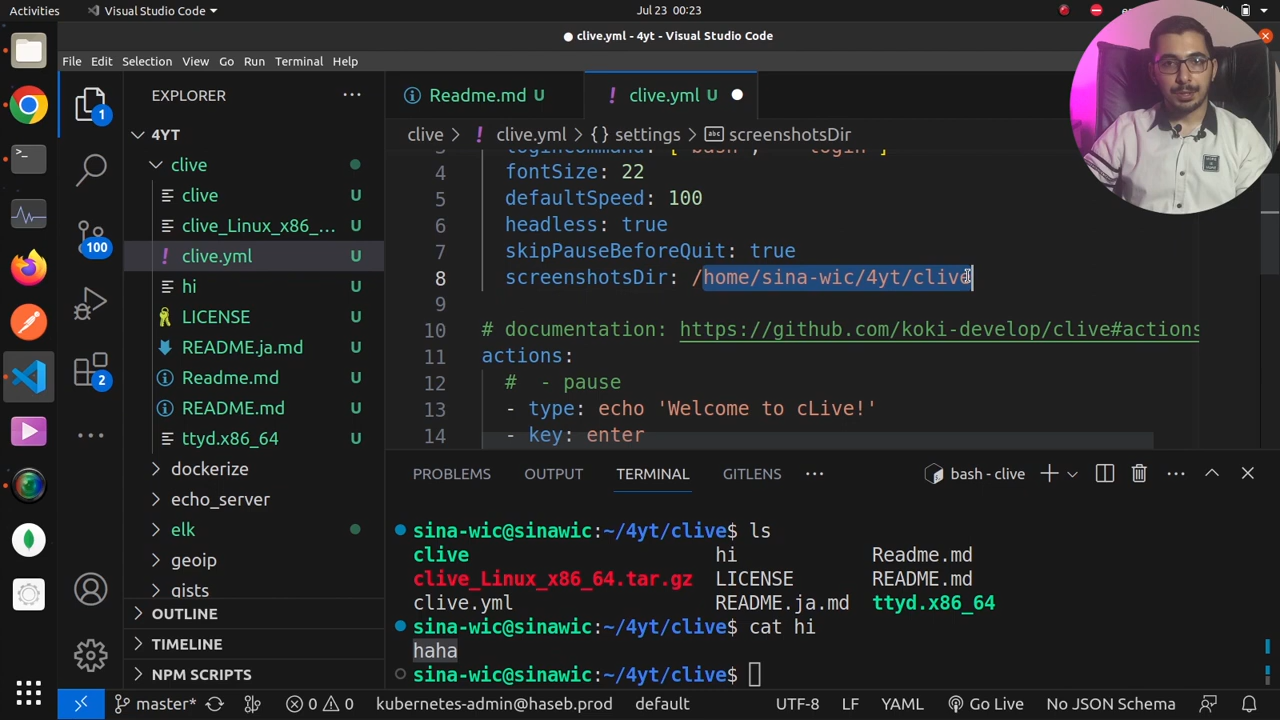 Activities
Visual Studio Code
Jul 23 00:23
clive.yml - 4yt - Visual Studio Code
File Edit Selection View Go Run Terminal Help
EXPLORER
4YT
clive
clive U
clive_Linux_x86_... U
clive.yml U
hi U
LICENSE U
README.ja.md U
Readme.md U
README.md U
ttyd.x86_64 U
dockerize
echo_server
elk
geoip
gists
OUTLINE
TIMELINE
NPM SCRIPTS
1
100
2
Readme.md U
clive.yml U
clive > clive.yml > {} settings > screenshotsDir
4 fontSize: 22
5 defaultSpeed: 100
6 headless: true
7 skipPauseBeforeQuit: true
8 screenshotsDir: /home/sina-wic/4yt/clive
9
10 # documentation: https://github.com/koki-develop/clive#actions
11 actions:
12 # - pause
13 - type: echo 'Welcome to cLive!'
14 - key: enter
PROBLEMS OUTPUT TERMINAL GITLENS
bash - clive
sina-wic@sinawic:~/4yt/clive$ ls
clive hi Readme.md
clive_Linux_x86_64.tar.gz LICENSE README.md
clive.yml README.ja.md ttyd.x86_64
sina-wic@sinawic:~/4yt/clive$ cat hi
haha
sina-wic@sinawic:~/4yt/clive$
master* 0 0 kubernetes-admin@haseb.prod default UTF-8 LF YAML Go Live No JSON Schema